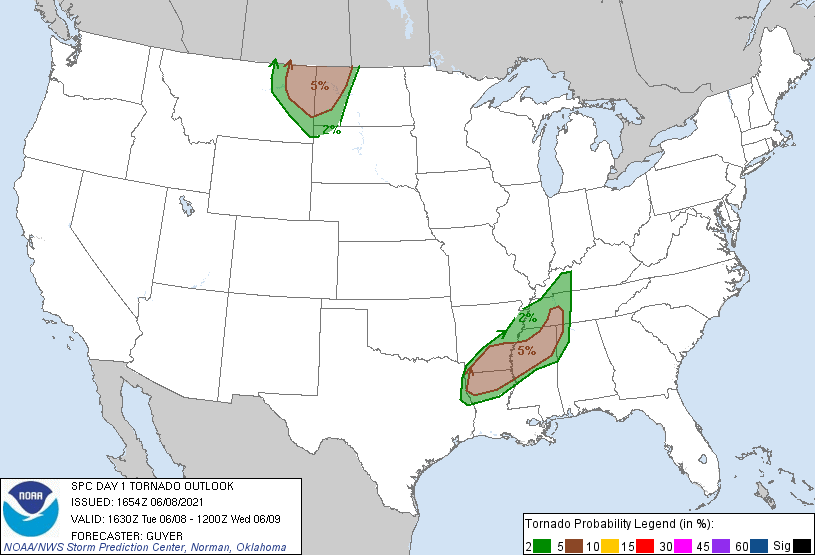 5%
2%
2%
5%
NOAA
SPC DAY 1 TORNADO OUTLOOK
ISSUED: 1654Z 06/08/2021
VALID: 1630Z Tue 06/08 - 1200Z Wed 06/09
FORECASTER: GUYER
NOAA/NWS Storm Prediction Center, Norman, Oklahoma
Tornado Probability Legend (in %):
2 5 10 15 30 45 60 Sig